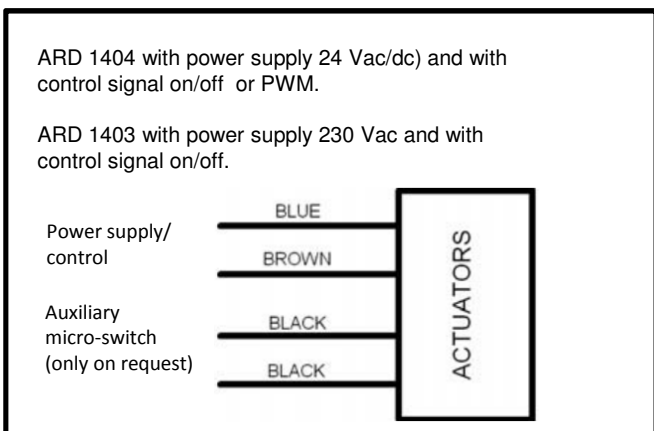 ARD 1404 with power supply 24 Vac/dc) and with
control signal on/off or PWM.
ARD 1403 with power supply 230 Vac and with
control signal on/off.
Power supply/
control
BLUE
BROWN
Auxiliary
micro-switch
(only on request)
BLACK
BLACK
ACTUATORS